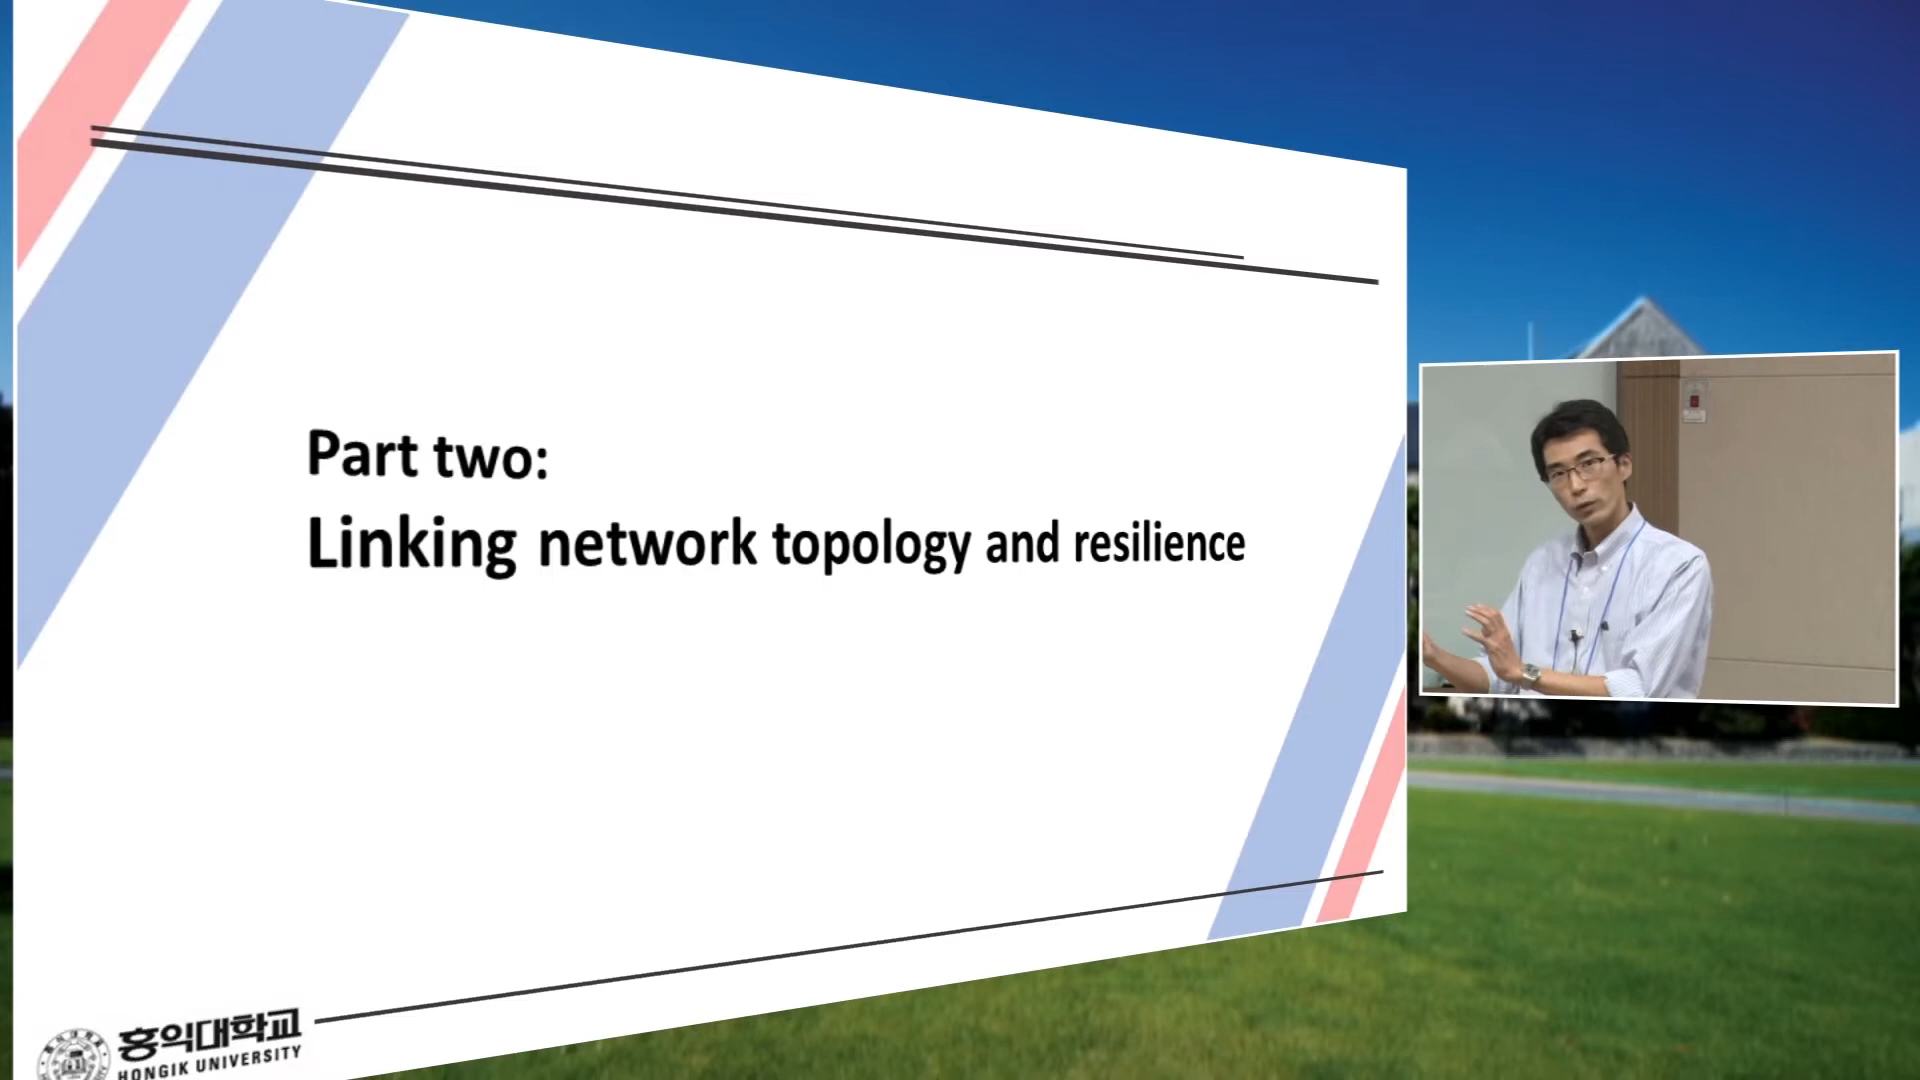 Part two:
Linking network topology and resilience
홍익대학교
HONGIK UNIVERSITY